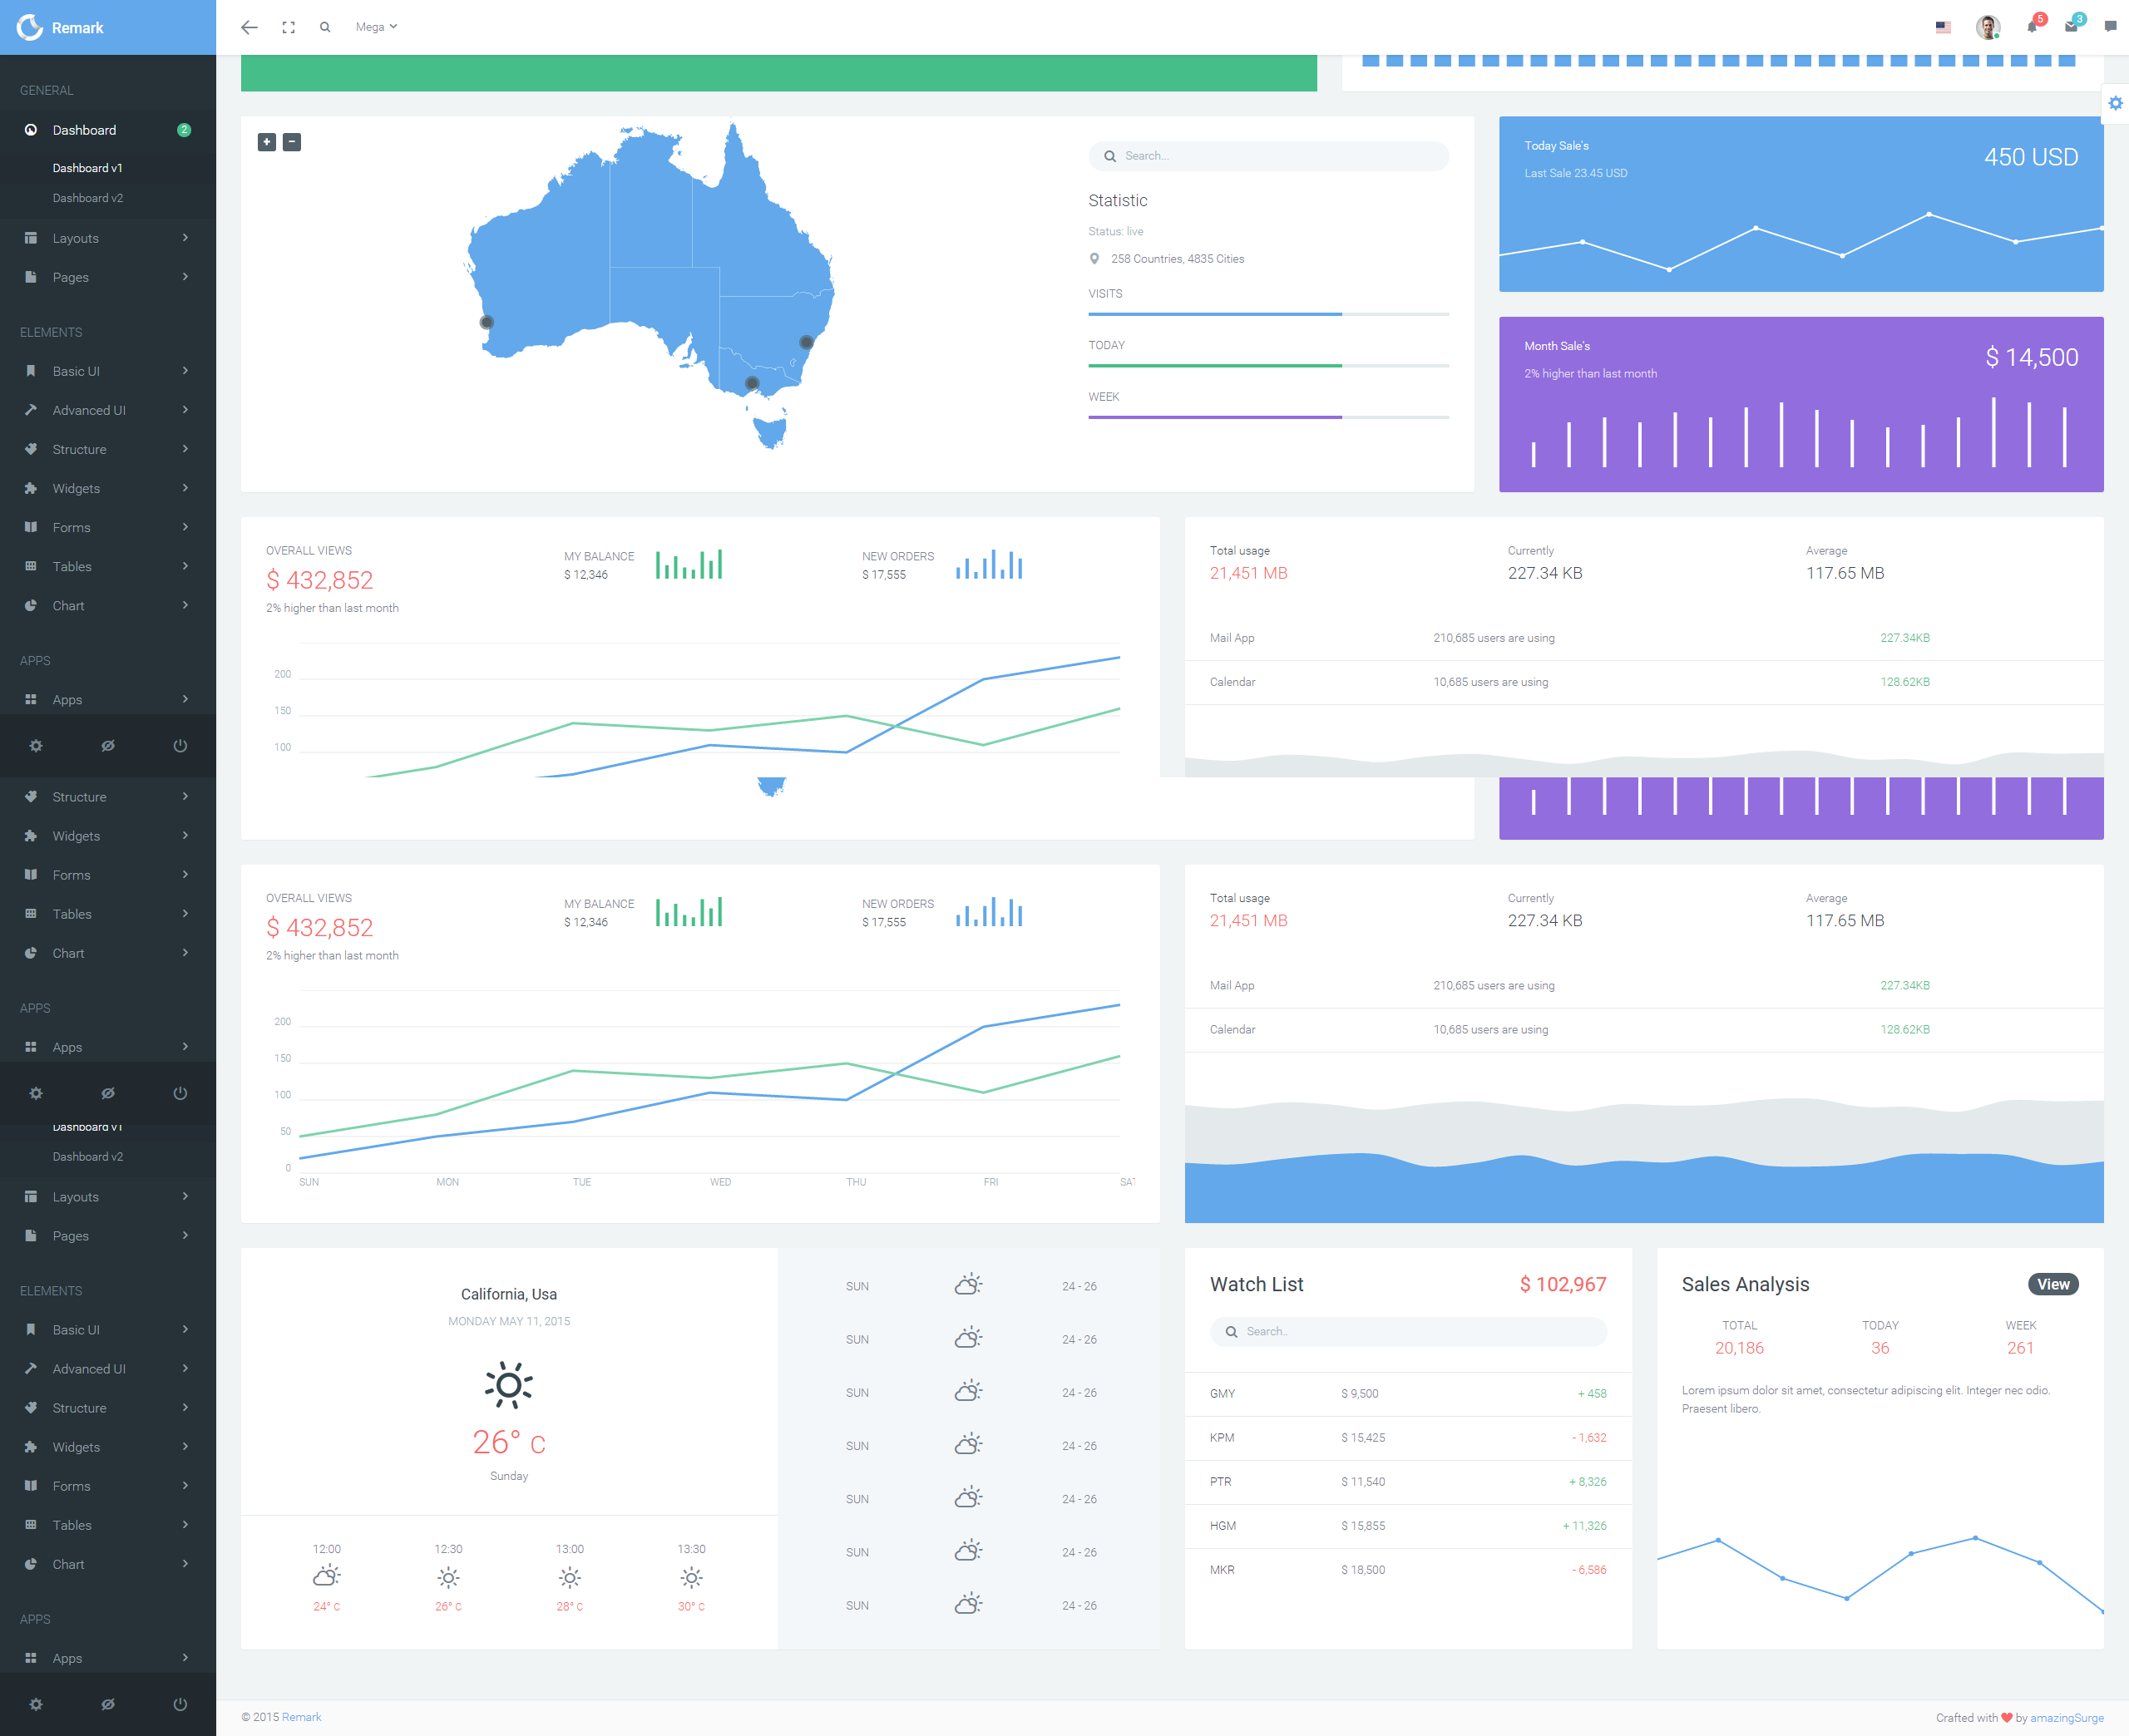 Remark
Mega
5
3
GENERAL
Dashboard 2
Dashboard v1
Dashboard v2
Layouts
Pages
ELEMENTS
Basic UI
Advanced UI
Structure
Widgets
Forms
Tables
Chart
APPS
Apps
Structure
Widgets
Forms
Tables
Chart
APPS
Apps
Dashboard v1
Dashboard v2
Layouts
Pages
ELEMENTS
Basic UI
Advanced UI
Structure
Widgets
Forms
Tables
Chart
APPS
Apps
Search...
Statistic
Status: live
258 Countries, 4835 Cities
VISITS
TODAY
WEEK
Today Sale's
450 USD
Last Sale 23.45 USD
Month Sale's
$ 14,500
2% higher than last month
OVERALL VIEWS
$ 432,852
2% higher than last month
MY BALANCE
$ 12,346
NEW ORDERS
$ 17,555
200
150
100
Total usage
21,451 MB
Currently
227.34 KB
Average
117.65 MB
Mail App 210,685 users are using 227.34KB
Calendar 10,685 users are using 128.62KB
OVERALL VIEWS
$ 432,852
2% higher than last month
MY BALANCE
$ 12,346
NEW ORDERS
$ 17,555
200
150
100
50
0
SUN MON TUE WED THU FRI SAT
Total usage
21,451 MB
Currently
227.34 KB
Average
117.65 MB
Mail App 210,685 users are using 227.34KB
Calendar 10,685 users are using 128.62KB
California, Usa
MONDAY MAY 11, 2015
26° C
Sunday
12:00 12:30 13:00 13:30
24° C 26° C 28° C 30° C
SUN 24 - 26
SUN 24 - 26
SUN 24 - 26
SUN 24 - 26
SUN 24 - 26
SUN 24 - 26
SUN 24 - 26
Watch List $ 102,967
Search..
GMY $ 9,500 + 458
KPM $ 15,425 - 1,632
PTR $ 11,540 + 8,326
HGM $ 15,855 + 11,326
MKR $ 18,500 - 6,586
Sales Analysis View
TOTAL TODAY WEEK
20,186 36 261
Lorem ipsum dolor sit amet, consectetur adipiscing elit. Integer nec odio.
Praesent libero.
© 2015 Remark
Crafted with ❤ by amazingSurge